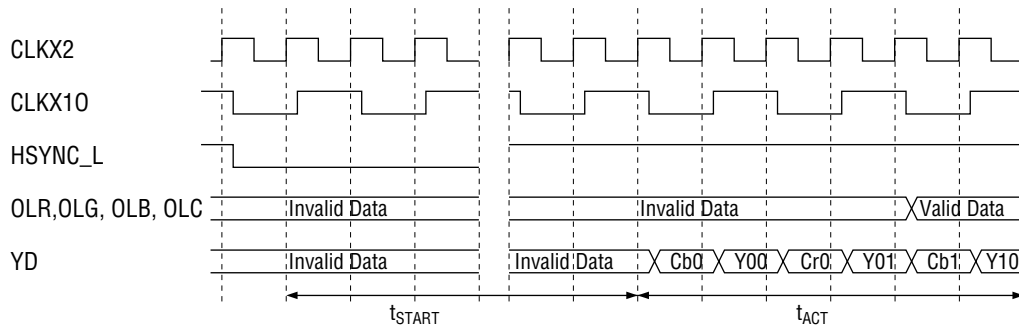 CLKX2
CLKX1O
HSYNC_L
OLR,OLG, OLB, OLC Invalid Data Invalid Data Valid Data
YD Invalid Data Invalid Data Cb0 Y00 Cr0 Y01 Cb1 Y10
tSTART tACT